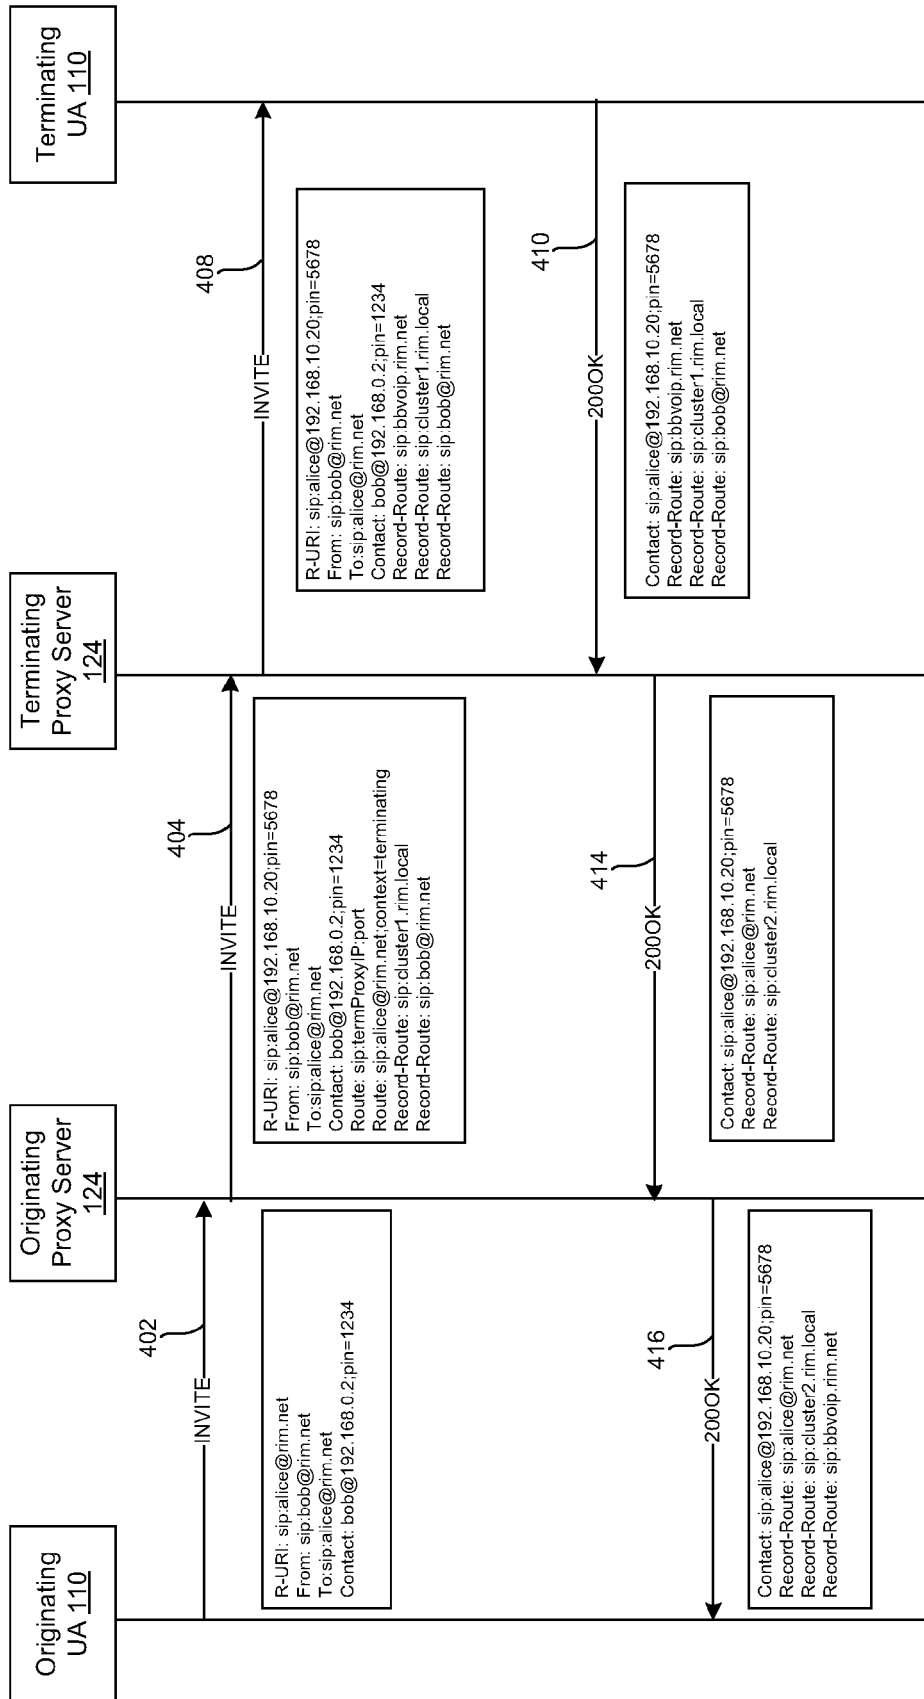 Originating
UA 110
Originating
Proxy Server
124
Terminating
Proxy Server
124
Terminating
UA 110
402
INVITE
R-URI: sip:alice@rim.net
From: sip:bob@rim.net
To:sip:alice@rim.net
Contact: bob@192.168.0.2;pin=1234
404
INVITE
R-URI: sip:alice@192.168.10.20;pin=5678
From: sip:bob@rim.net
To:sip:alice@rim.net
Contact: bob@192.168.0.2;pin=1234
Route: sip:termProxyIP:port
Route: sip:alice@rim.net;context=terminating
Record-Route: sip:cluster1.rim.local
Record-Route: sip:bob@rim.net
408
INVITE
R-URI: sip:alice@192.168.10.20;pin=5678
From: sip:bob@rim.net
To:sip:alice@rim.net
Contact: bob@192.168.0.2;pin=1234
Record-Route: sip:bbvoip.rim.net
Record-Route: sip:cluster1.rim.local
Record-Route: sip:bob@rim.net
410
200OK
Contact: sip:alice@192.168.10.20;pin=5678
Record-Route: sip:bbvoip.rim.net
Record-Route: sip:cluster1.rim.local
Record-Route: sip:bob@rim.net
414
200OK
Contact: sip:alice@192.168.10.20;pin=5678
Record-Route: sip:alice@rim.net
Record-Route: sip:cluster2.rim.local
416
200OK
Contact: sip:alice@192.168.10.20;pin=5678
Record-Route: sip:alice@rim.net
Record-Route: sip:cluster2.rim.local
Record-Route: sip:bbvoip.rim.net